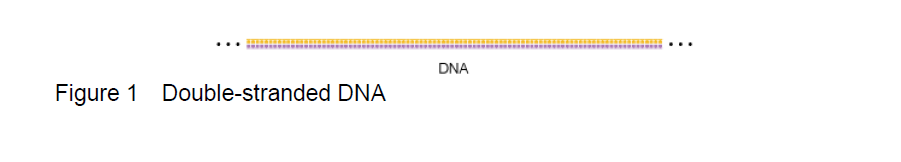 ... ...
DNA
Figure 1 Double-stranded DNA